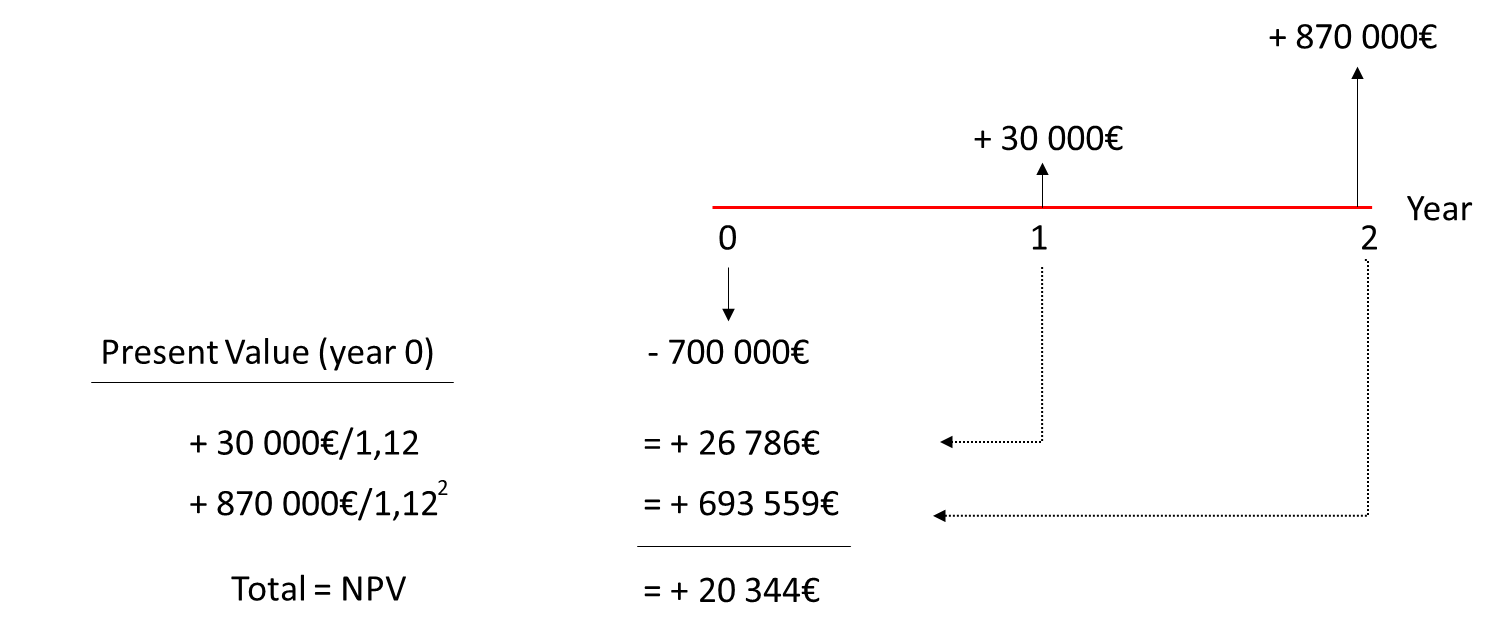 + 870 000€
+ 30 000€
Year
0 1 2
Present Value (year 0) - 700 000€
+ 30 000€/1,12 = + 26 786€
+ 870 000€/1,12² = + 693 559€
Total = NPV = + 20 344€